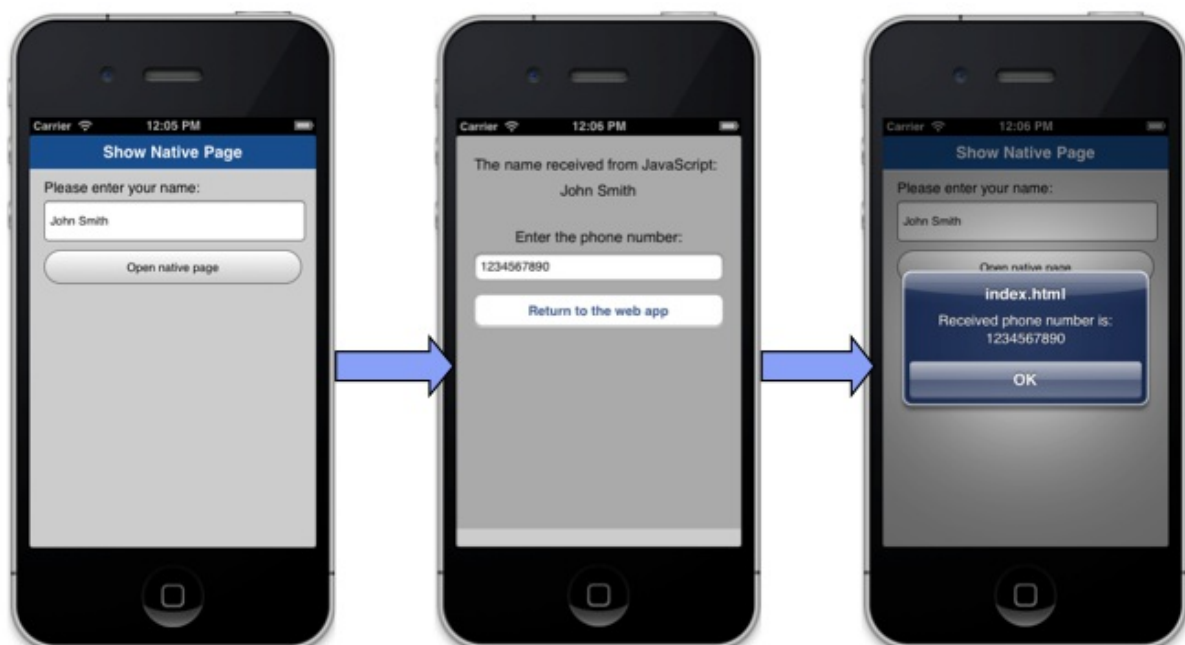 Carrier 12:05 PM
Show Native Page
Please enter your name:
John Smith
Open native page
Carrier 12:06 PM
The name received from JavaScript:
John Smith
Enter the phone number:
1234567890
Return to the web app
Carrier 12:06 PM
Show Native Page
Please enter your name:
John Smith
Open native page
index.html
Received phone number is:
1234567890
OK